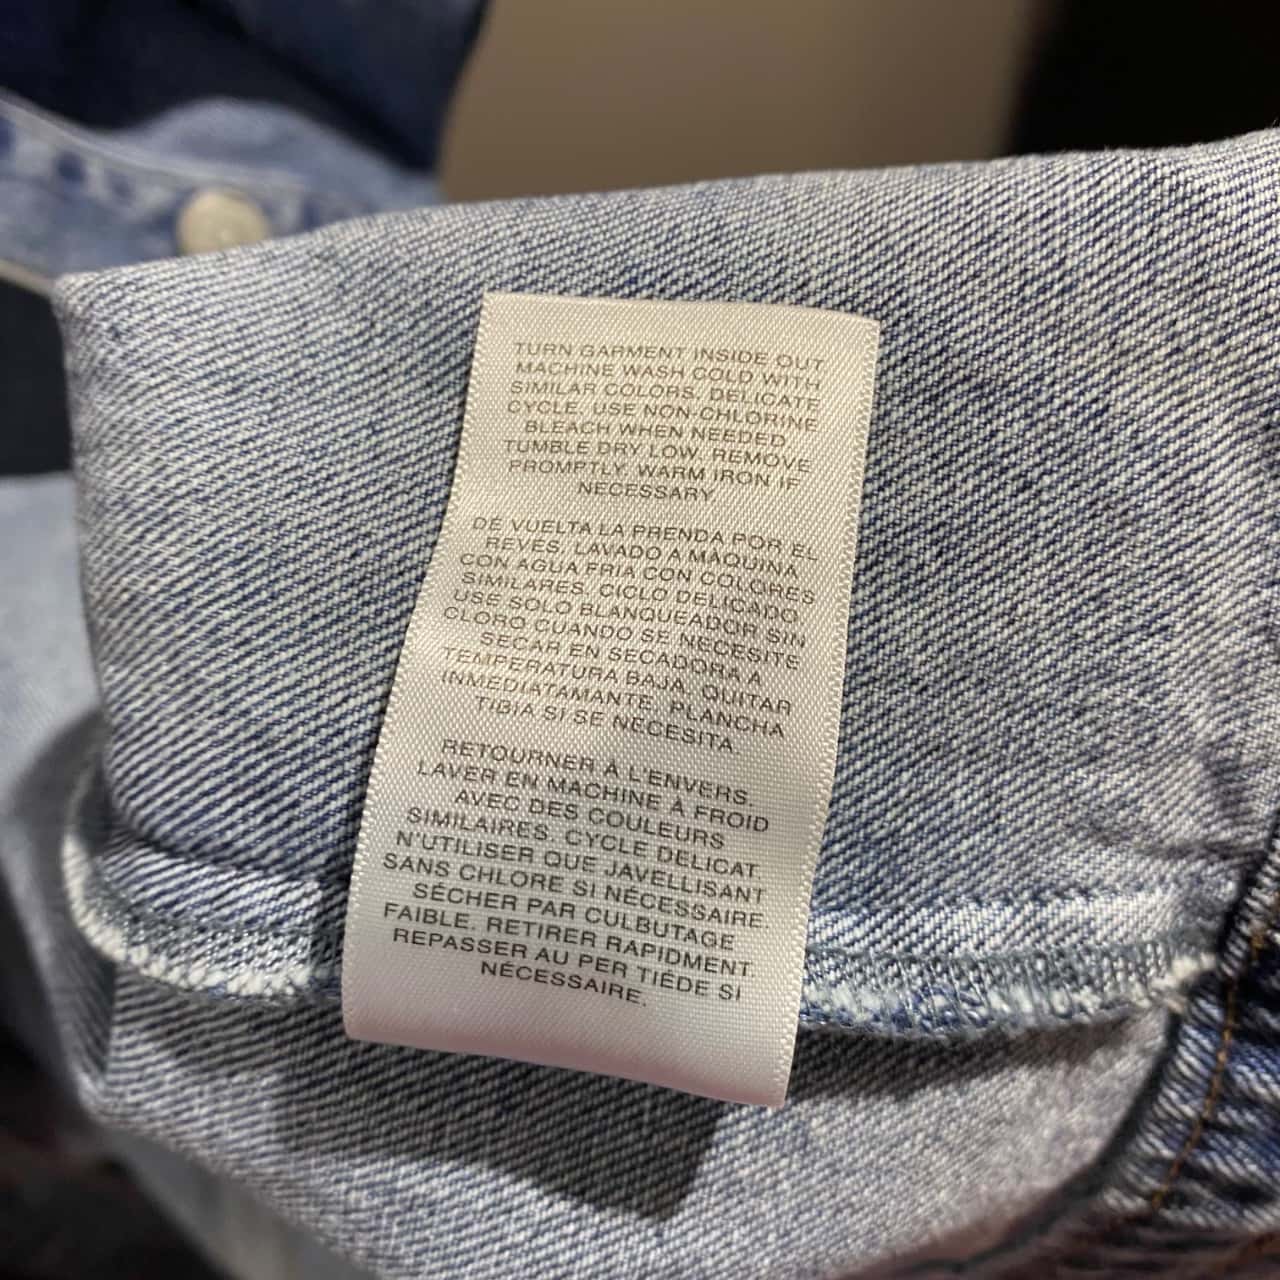 TURN GARMENT INSIDE OUT
MACHINE WASH COLD WITH
SIMILAR COLORS. DELICATE
CYCLE. USE NON-CHLORINE
BLEACH WHEN NEEDED
TUMBLE DRY LOW. REMOVE
PROMPTLY. WARM IRON IF
NECESSARY
DE VUELTA LA PRENDA POR EL
REVES. LAVADO A MAQUINA
CON AGUA FRIA CON COLORES
SIMILARES. CICLO DELICADO
USE SOLO BLANQUEADOR SIN
CLORO CUANDO SE NECESITE
SECAR EN SECADORA A
TEMPERATURA BAJA. QUITAR
INMEDIATAMANTE. PLANCHA
TIBIA SI SE NECESITA
RETOURNER À L'ENVERS.
LAVER EN MACHINE À FROID
AVEC DES COULEURS
SIMILAIRES. CYCLE DELICAT.
N'UTILISER QUE JAVELLISANT
SANS CHLORE SI NÉCESSAIRE.
SÉCHER PAR CULBUTAGE
FAIBLE. RETIRER RAPIDMENT
REPASSER AU PER TIÉDE SI
NÉCESSAIRE.